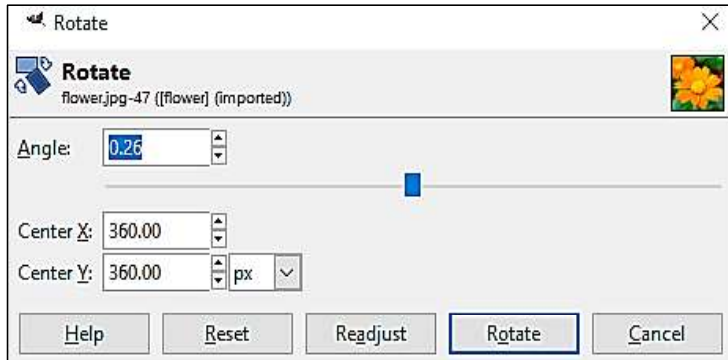 Rotate
Rotate
flower.jpg-47 ([flower] (imported))
Angle: 0.26
Center X: 360.00
Center Y: 360.00 px
Help Reset Readjust Rotate Cancel